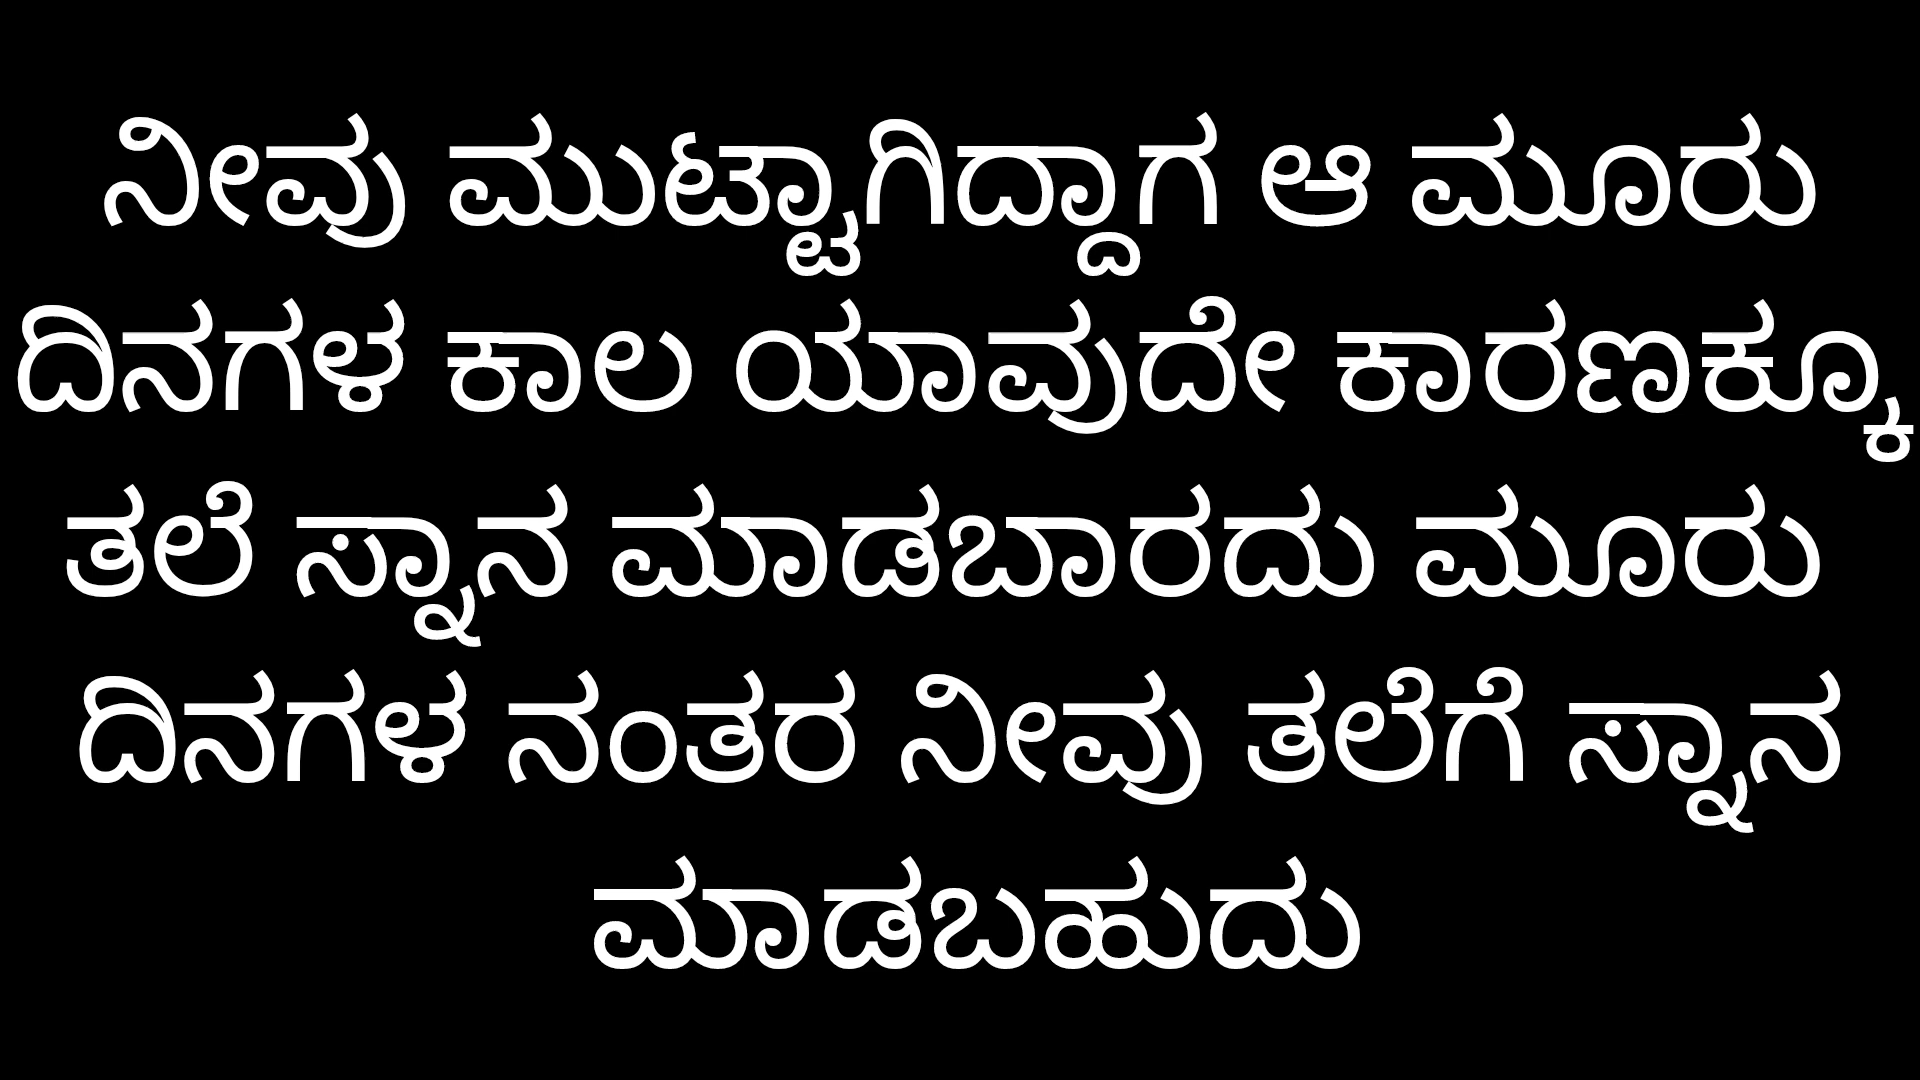 ನೀವು ಮುಟ್ಟಾಗಿದ್ದಾಗ ಆ ಮೂರು
ದಿನಗಳ ಕಾಲ ಯಾವುದೇ ಕಾರಣಕ್ಕೂ
ತಲೆ ಸ್ನಾನ ಮಾಡಬಾರದು ಮೂರು
ದಿನಗಳ ನಂತರ ನೀವು ತಲೆಗೆ ಸ್ನಾನ
ಮಾಡಬಹುದು